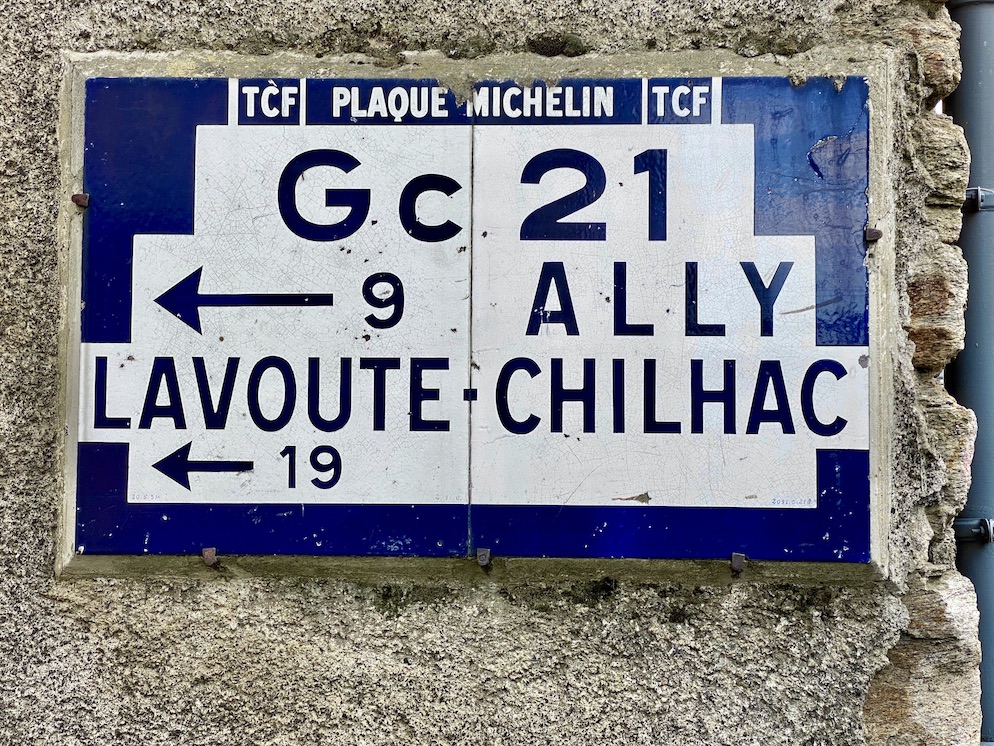 TCF PLAQUE MICHELIN TCF
Gc 21
← 9 ALLY
LAVOUTE-CHILHAC
← 19